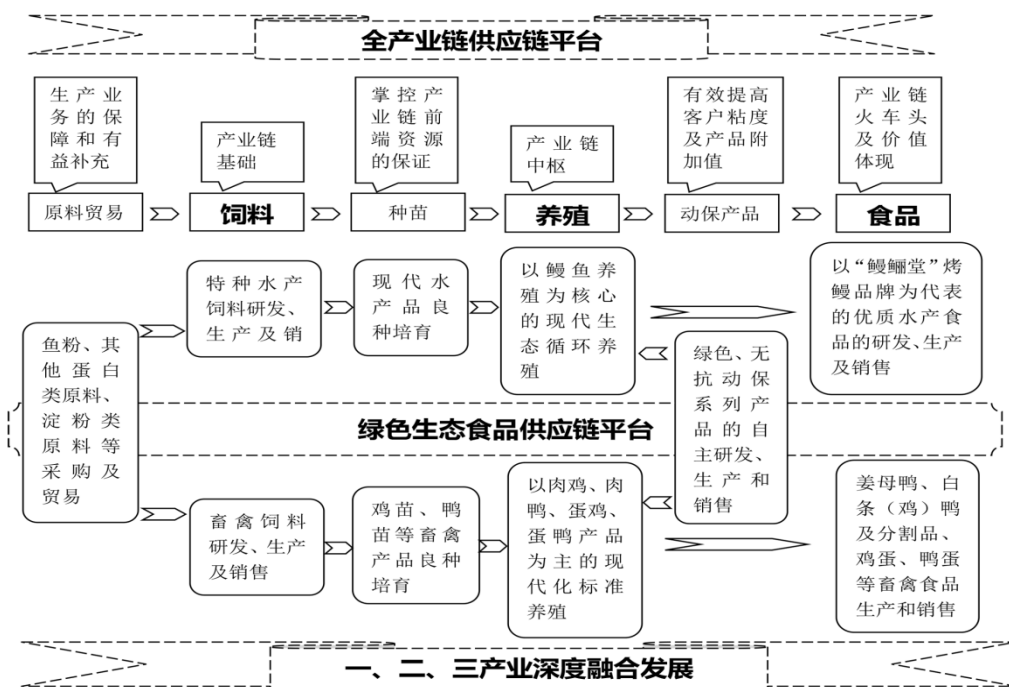 全产业链供应链平台
生产业
务的保
障和有
益补充
产业链
基础
掌控产
业链前
端资源
的保证
产业链
中枢
有效提高
客户粘度
及产品附
加值
产业链
火车头
及价值
体现
原料贸易
饲料
种苗
养殖
动保产品
食品
鱼粉、其
他蛋白
类原料、
淀粉类
原料等
采购及
贸易
特种水产
饲料研发、
生产及销
现代水
产品良
种培育
以鳗鱼养
殖为核心
的现代生
态循环养
殖
以“鳗鲡堂”烤
鳗品牌为代表
的优质水产食
品的研发、生产
及销售
绿色、无
抗动保
系列产
品的自
主研发、
生产和
销售
绿色生态食品供应链平台
畜禽饲料
研发、生产
及销售
鸡苗、鸭
苗等畜禽
产品良种
培育
以肉鸡、肉
鸭、蛋鸡、
蛋鸭产品
为主的现
代化标准
养殖
姜母鸭、白
条（鸡）鸭
及分割品、
鸡蛋、鸭蛋
等畜禽食品
生产和销售
一、二、三产业深度融合发展